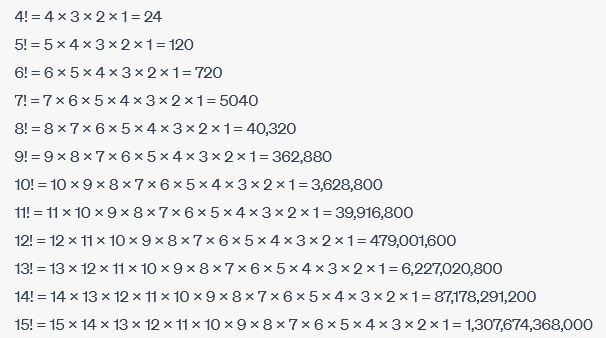 4! = 4 × 3 × 2 × 1 = 24
5! = 5 × 4 × 3 × 2 × 1 = 120
6! = 6 × 5 × 4 × 3 × 2 × 1 = 720
7! = 7 × 6 × 5 × 4 × 3 × 2 × 1 = 5040
8! = 8 × 7 × 6 × 5 × 4 × 3 × 2 × 1 = 40,320
9! = 9 × 8 × 7 × 6 × 5 × 4 × 3 × 2 × 1 = 362,880
10! = 10 × 9 × 8 × 7 × 6 × 5 × 4 × 3 × 2 × 1 = 3,628,800
11! = 11 × 10 × 9 × 8 × 7 × 6 × 5 × 4 × 3 × 2 × 1 = 39,916,800
12! = 12 × 11 × 10 × 9 × 8 × 7 × 6 × 5 × 4 × 3 × 2 × 1 = 479,001,600
13! = 13 × 12 × 11 × 10 × 9 × 8 × 7 × 6 × 5 × 4 × 3 × 2 × 1 = 6,227,020,800
14! = 14 × 13 × 12 × 11 × 10 × 9 × 8 × 7 × 6 × 5 × 4 × 3 × 2 × 1 = 87,178,291,200
15! = 15 × 14 × 13 × 12 × 11 × 10 × 9 × 8 × 7 × 6 × 5 × 4 × 3 × 2 × 1 = 1,307,674,368,000